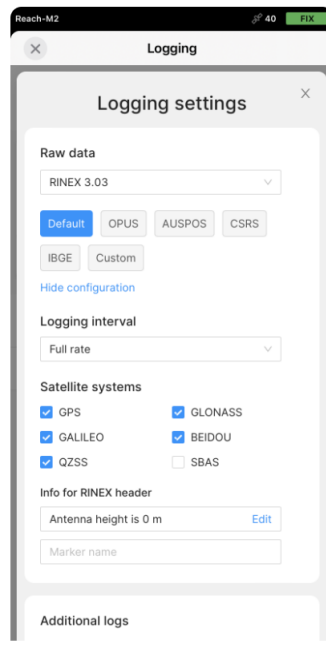 Reach-M2 40 FIX
Logging
Logging settings
Raw data
RINEX 3.03
Default OPUS AUSPOS CSRS
IBGE Custom
Hide configuration
Logging interval
Full rate
Satellite systems
GPS GLONASS
GALILEO BEIDOU
QZSS SBAS
Info for RINEX header
Antenna height is 0 m Edit
Marker name
Additional logs